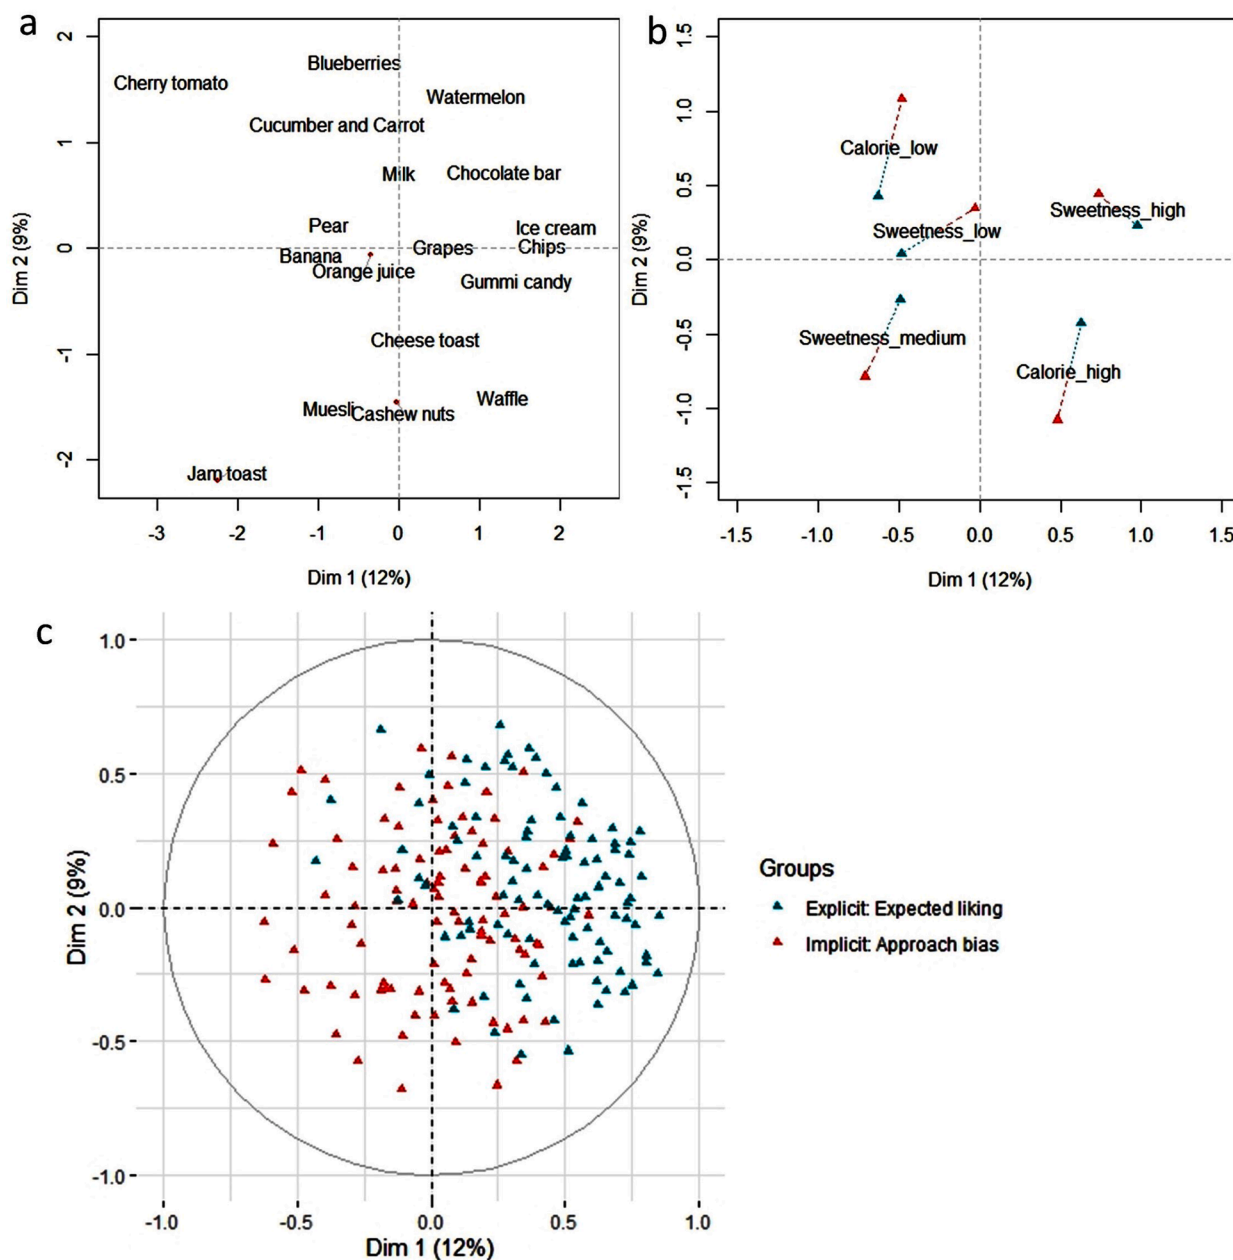 a
2
1
0
-1
-2
Dim 2 (9%)
Blueberries
Cherry tomato
Watermelon
Cucumber and Carrot
Milk
Chocolate bar
Pear
Ice cream
Banana
Grapes
Chips
Orange juice
Gummi candy
Cheese toast
Muesli
Cashew nuts
Waffle
Jam toast
-3
-2
-1
0
1
2
Dim 1 (12%)
b
1.5
1.0
0.5
0.0
-0.5
-1.0
-1.5
Dim 2 (9%)
Calorie_low
Sweetness_high
Sweetness_low
Sweetness_medium
Calorie_high
-1.5
-1.0
-0.5
0.0
0.5
1.0
1.5
Dim 1 (12%)
c
1.0
0.5
0.0
-0.5
-1.0
Dim 2 (9%)
-1.0
-0.5
0.0
0.5
1.0
Dim 1 (12%)
Groups
Explicit: Expected liking
Implicit: Approach bias